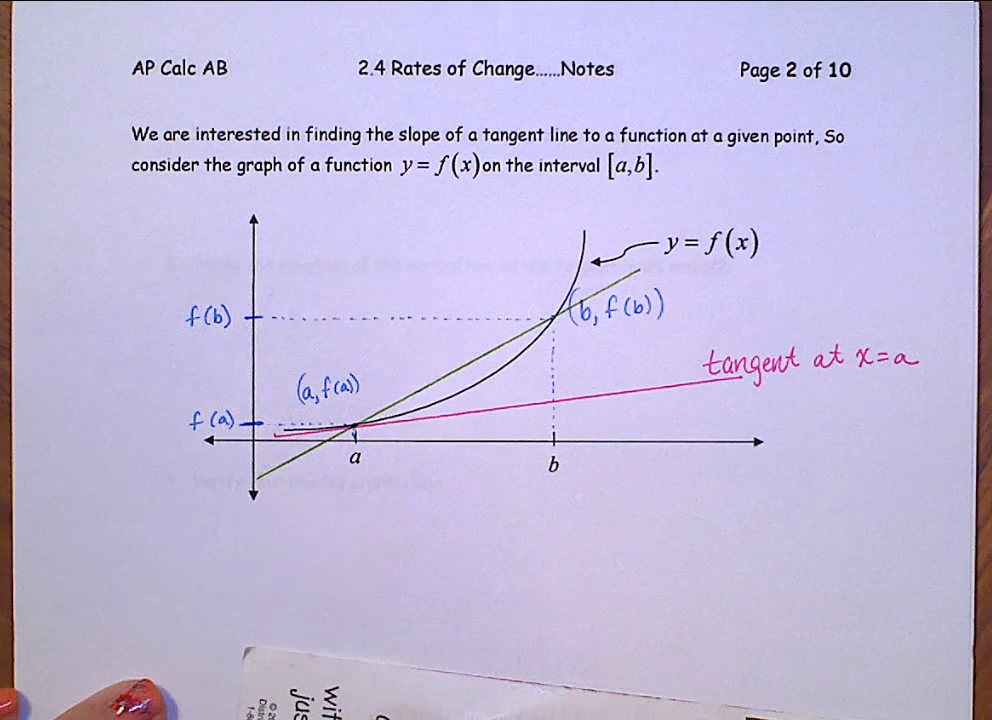 AP Calc AB 2.4 Rates of Change......Notes Page 2 of 10
We are interested in finding the slope of a tangent line to a function at a given point, So
consider the graph of a function y = f(x) on the interval [a,b].
y = f(x)
f(b)
(b, f(b))
tangent at x=a
(a, f(a))
f(a)
a
b
wit
jus